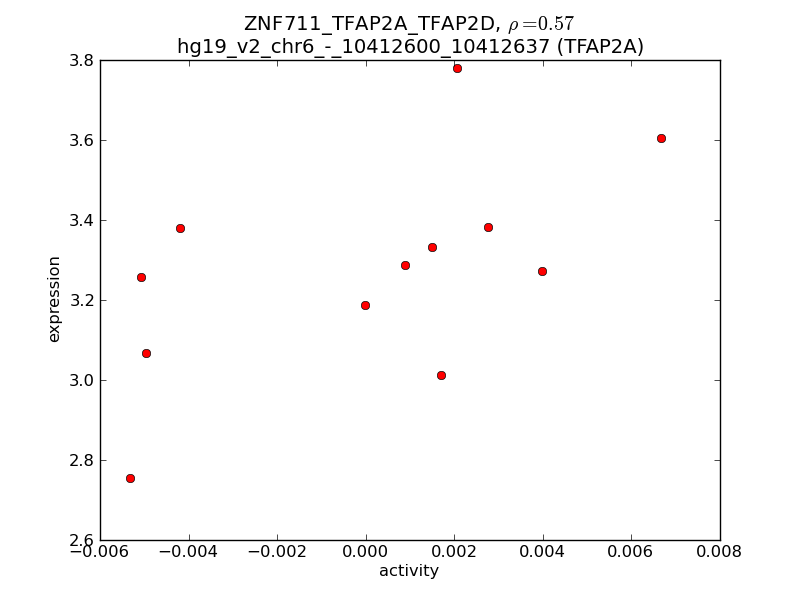 ZNF711_TFAP2A_TFAP2D, ρ=0.57
hg19_v2_chr6_-_10412600_10412637 (TFAP2A)
3.8
3.6
3.4
3.2
3.0
2.8
2.6
expression
−0.006 −0.004 −0.002 0.000 0.002 0.004 0.006 0.008
activity